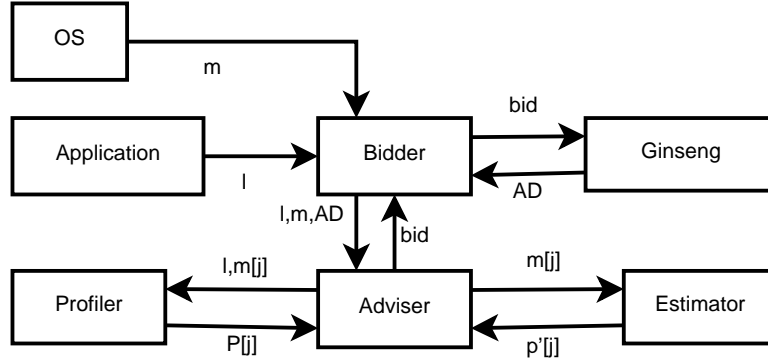 OS
m
bid
Application
Bidder
Ginseng
l
AD
l,m,AD
bid
l,m[j]
m[j]
Profiler
Adviser
Estimator
P[j]
p'[j]